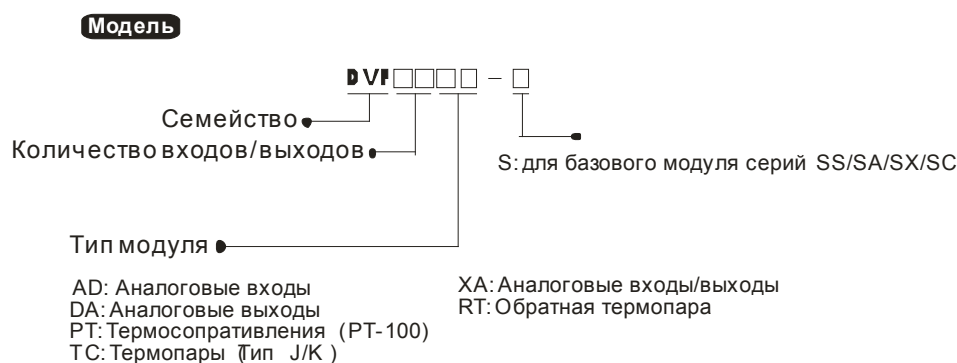 Модель
DVP□□□□ – □
Семейство
Количество входов/выходов
S: для базового модуля серий SS/SA/SX/SC
Тип модуля
AD: Аналоговые входы
DA: Аналоговые выходы
PT: Термосопративления (PT-100)
TC: Термопары (Тип J/K )
XA: Аналоговые входы/выходы
RT: Обратная термопара